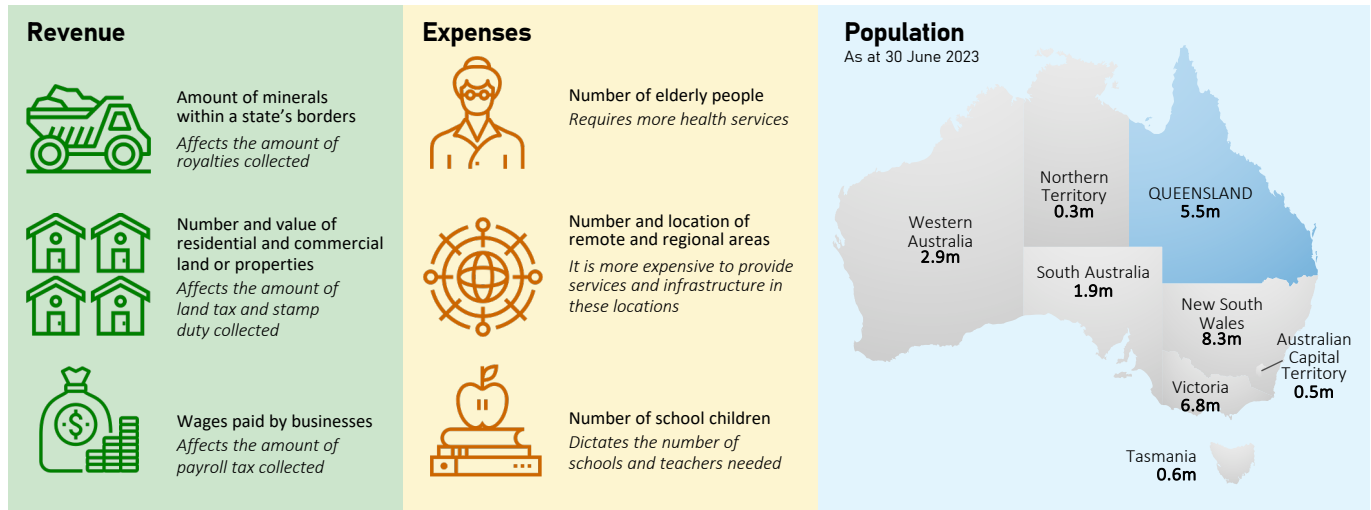 Revenue
Amount of minerals
within a state's borders
Affects the amount of
royalties collected
Number and value of
residential and commercial
land or properties
Affects the amount of
land tax and stamp
duty collected
$
Wages paid by businesses
Affects the amount of
payroll tax collected
Expenses
Number of elderly people
Requires more health services
Number and location of
remote and regional areas
It is more expensive to provide
services and infrastructure in
these locations
Number of school children
Dictates the number of
schools and teachers needed
Population
As at 30 June 2023
Northern
Territory
0.3m
QUEENSLAND
5.5m
Western
Australia
2.9m
South Australia
1.9m
New South
Wales
8.3m
Australian
Capital
Territory
0.5m
Victoria
6.8m
Tasmania
0.6m